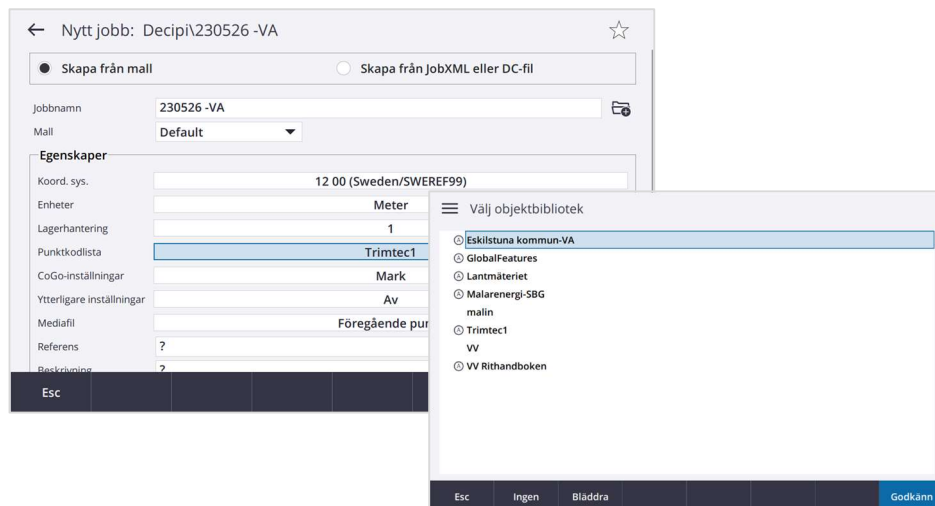 Nytt jobb: Decipi\230526 -VA
Skapa från mall
Skapa från JobXML eller DC-fil
Jobbnamn 230526 -VA
Mall Default
Egenskaper
Koord. sys. 12 00 (Sweden/SWEREF99)
Enheter Meter
Lagerhantering 1
Punktkodlista Trimtec1
CoGo-inställningar Mark
Ytterligare inställningar Av
Mediafil Föregående pun
Referens ?
Beskrivning ?
Esc
Välj objektbibliotek
Eskilstuna kommun-VA
GlobalFeatures
Lantmäteriet
Malarenergi-SBG
malin
Trimtec1
VV
VV Rithandboken
Esc Ingen Bläddra Godkänn